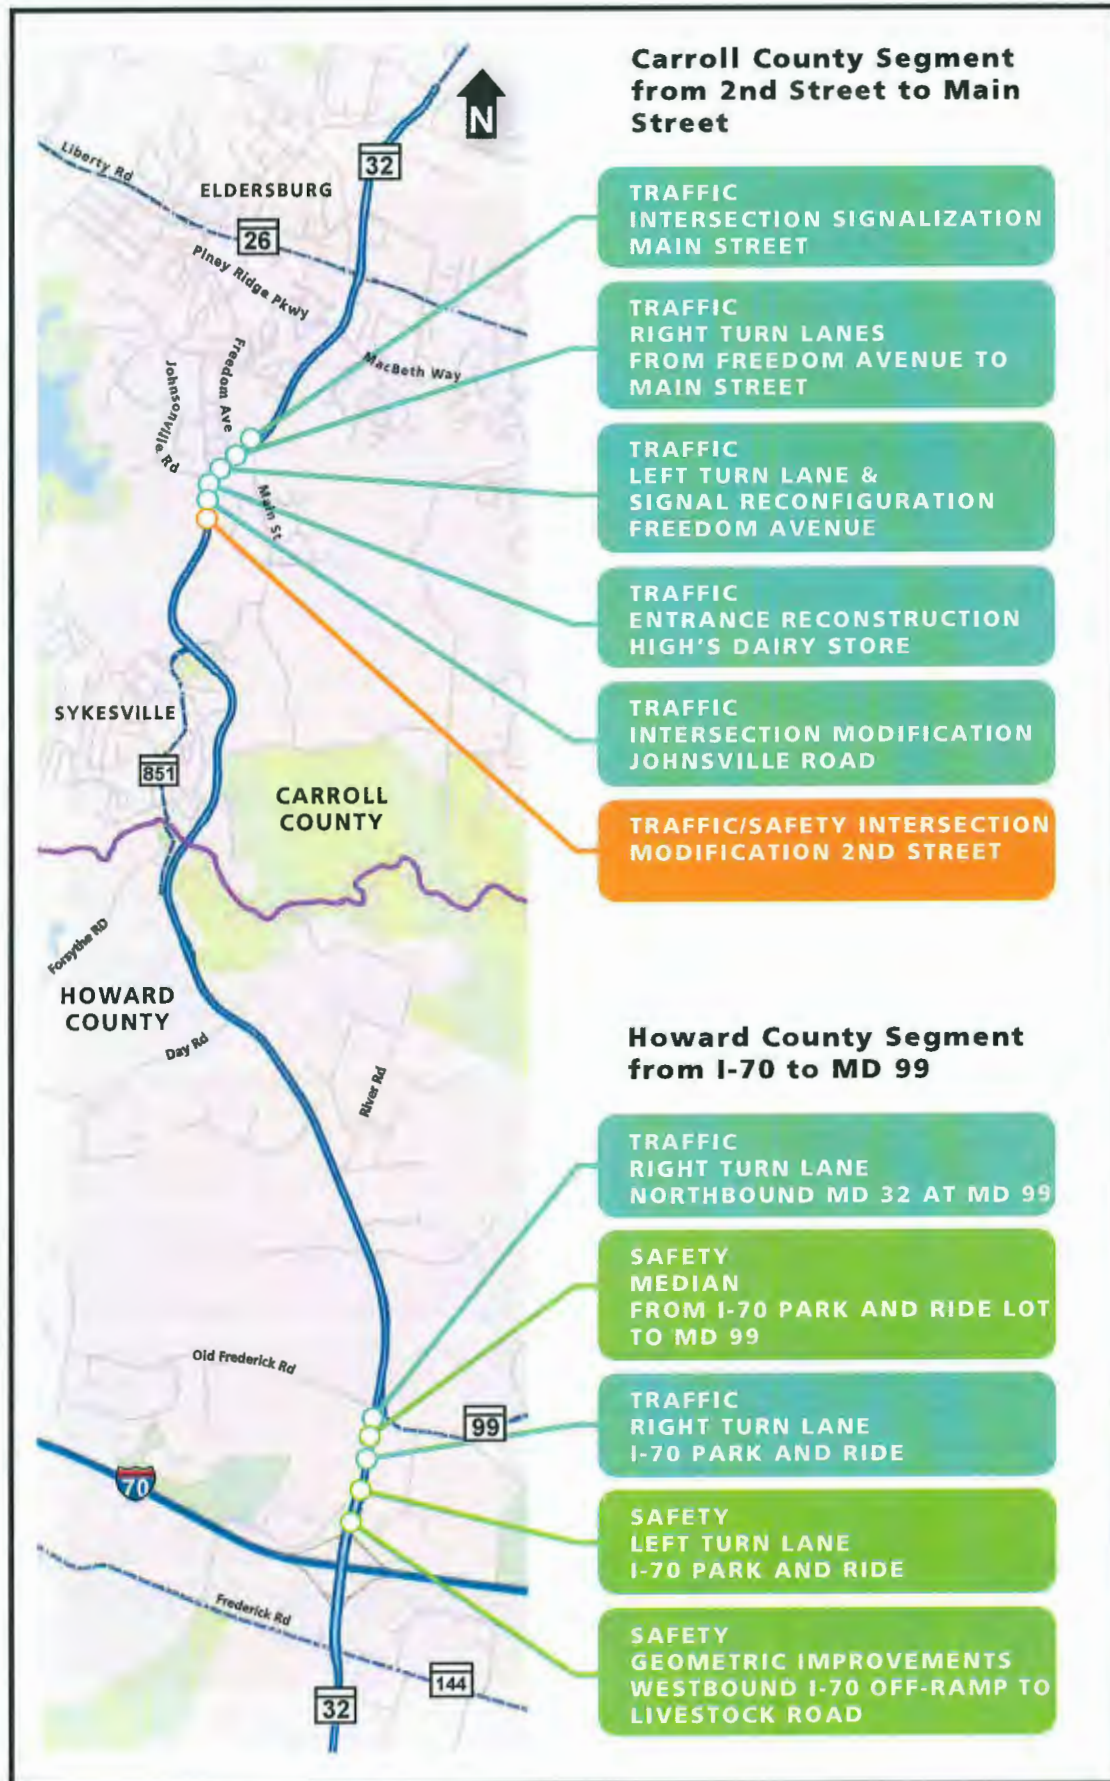 Carroll County Segment
from 2nd Street to Main
Street
N
32
Liberty Rd
ELDERSBURG
26
Piney Ridge Pkwy
MacBeth Way
Freedom Ave
Johnsonville Rd
Main St
TRAFFIC
INTERSECTION SIGNALIZATION
MAIN STREET
TRAFFIC
RIGHT TURN LANES
FROM FREEDOM AVENUE TO
MAIN STREET
TRAFFIC
LEFT TURN LANE &
SIGNAL RECONFIGURATION
FREEDOM AVENUE
TRAFFIC
ENTRANCE RECONSTRUCTION
HIGH'S DAIRY STORE
TRAFFIC
INTERSECTION MODIFICATION
JOHNSVILLE ROAD
TRAFFIC/SAFETY INTERSECTION
MODIFICATION 2ND STREET
SYKESVILLE
851
CARROLL
COUNTY
Forsythe RD
HOWARD
COUNTY
Day Rd
River Rd
Howard County Segment
from I-70 to MD 99
TRAFFIC
RIGHT TURN LANE
NORTHBOUND MD 32 AT MD 99
SAFETY
MEDIAN
FROM I-70 PARK AND RIDE LOT
TO MD 99
TRAFFIC
RIGHT TURN LANE
I-70 PARK AND RIDE
SAFETY
LEFT TURN LANE
I-70 PARK AND RIDE
SAFETY
GEOMETRIC IMPROVEMENTS
WESTBOUND I-70 OFF-RAMP TO
LIVESTOCK ROAD
Old Frederick Rd
99
70
Frederick Rd
144
32